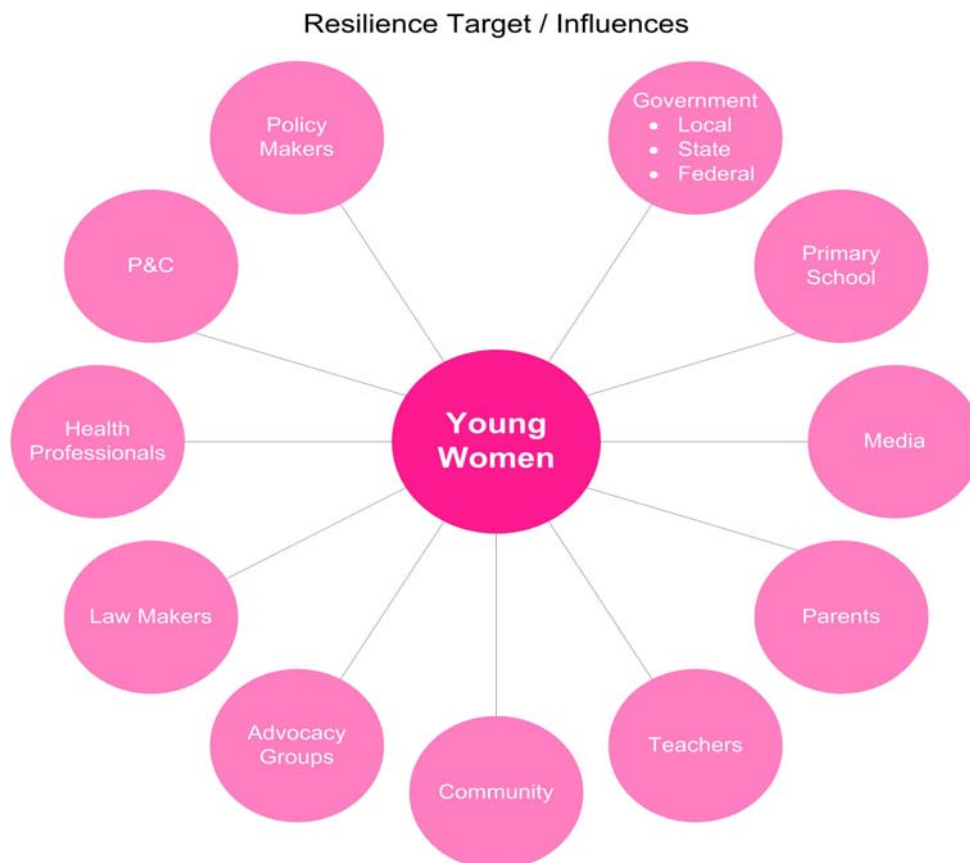 Resilience Target / Influences
Policy
Makers
Government
• Local
• State
• Federal
P&C
Primary
School
Health
Professionals
Young
Women
Media
Law Makers
Parents
Advocacy
Groups
Teachers
Community